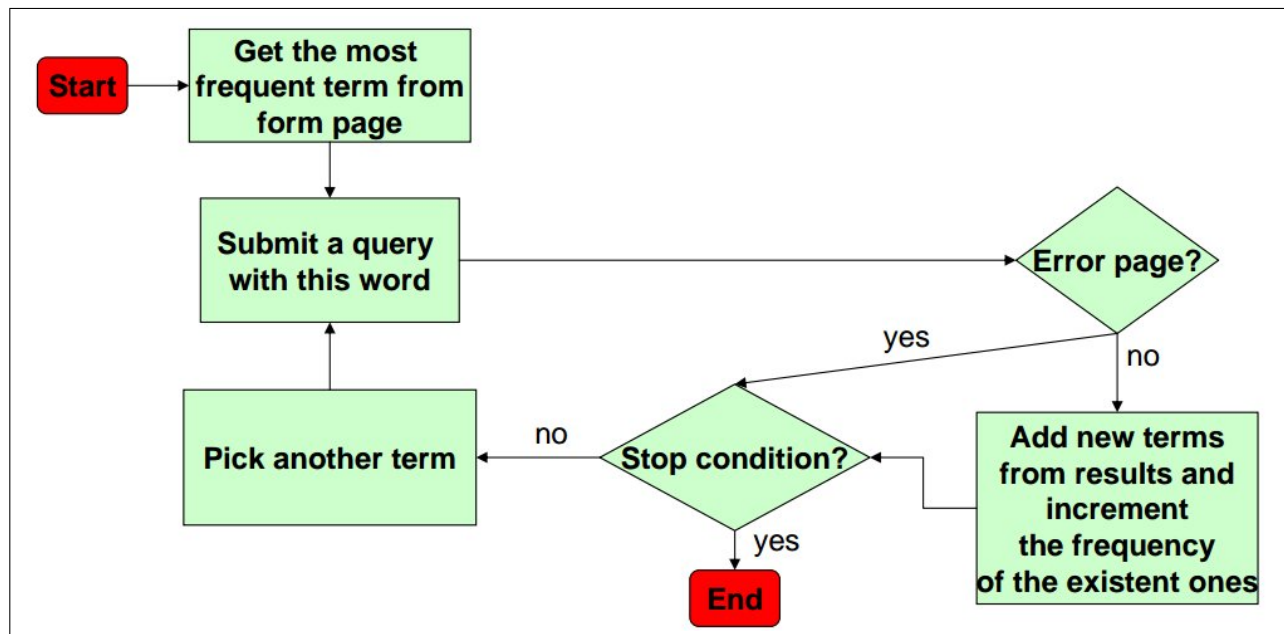 Start
Get the most
frequent term from
form page
Submit a query
with this word
Error page?
yes
no
Add new terms
from results and
increment
the frequency
of the existent ones
Stop condition?
no
Pick another term
yes
End